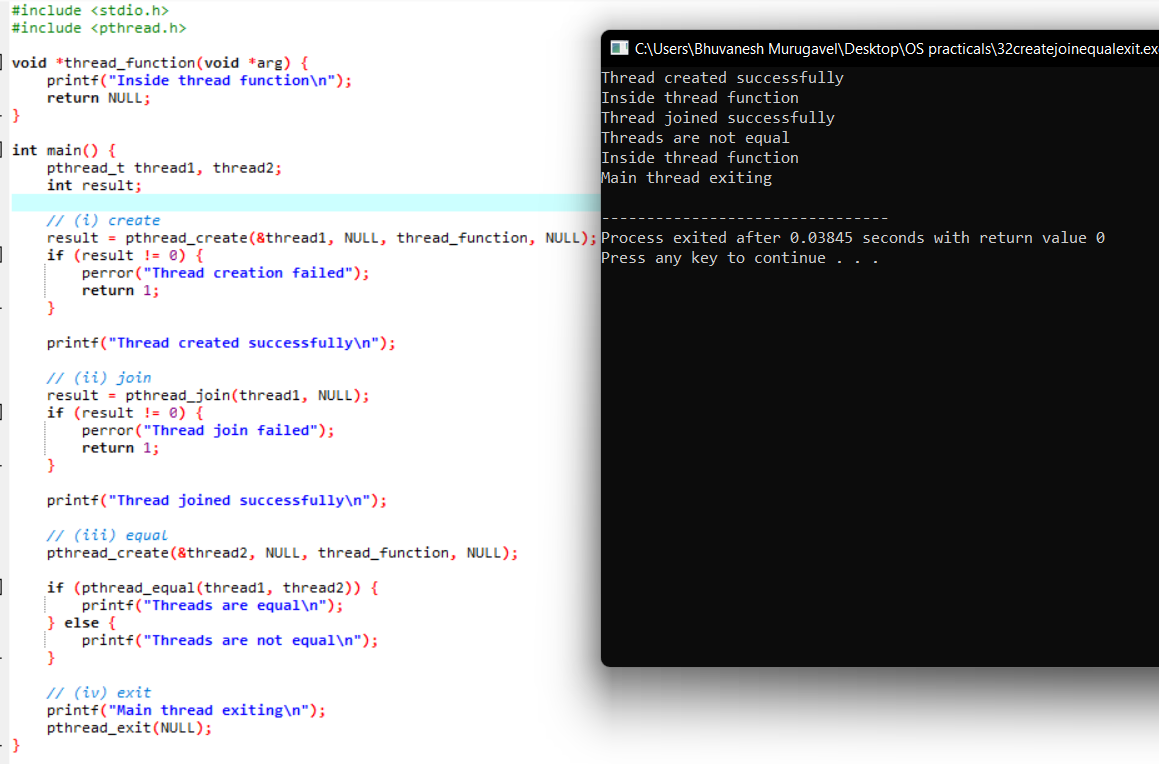 #include <stdio.h>
#include <pthread.h>
void *thread_function(void *arg) {
printf("Inside thread function\n");
return NULL;
}
int main() {
pthread_t thread1, thread2;
int result;
// (i) create
result = pthread_create(&thread1, NULL, thread_function, NULL);
if (result != 0) {
perror("Thread creation failed");
return 1;
}
printf("Thread created successfully\n");
// (ii) join
result = pthread_join(thread1, NULL);
if (result != 0) {
perror("Thread join failed");
return 1;
}
printf("Thread joined successfully\n");
// (iii) equal
pthread_create(&thread2, NULL, thread_function, NULL);
if (pthread_equal(thread1, thread2)) {
printf("Threads are equal\n");
} else {
printf("Threads are not equal\n");
}
// (iv) exit
printf("Main thread exiting\n");
pthread_exit(NULL);
}
C:\Users\Bhuvanesh Murugavel\Desktop\OS practicals\32createjoinequalexit.ex
Thread created successfully
Inside thread function
Thread joined successfully
Threads are not equal
Inside thread function
Main thread exiting
--------------------------------
Process exited after 0.03845 seconds with return value 0
Press any key to continue . . .